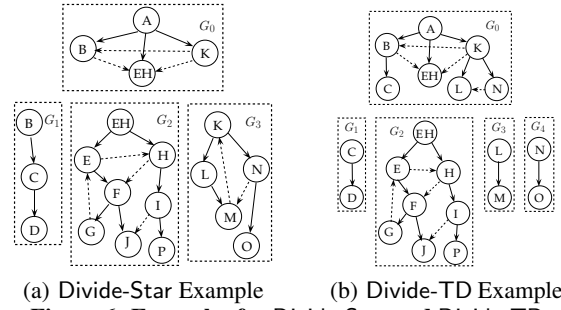 A
G0
B
K
EH
B
G1
C
D
EH
G2
E
H
F
I
G
J
P
K
G3
L
N
M
O
(a) Divide-Star Example
A
G0
B
K
C
EH
L
N
G1
C
D
G2
EH
E
H
F
I
G
J
P
G3
L
M
G4
N
O
(b) Divide-TD Example